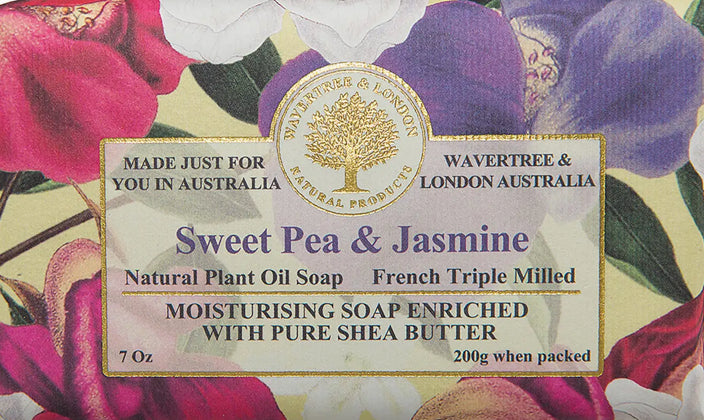 WAVERTREE & LONDON
NATURAL PRODUCTS
MADE JUST FOR
YOU IN AUSTRALIA
WAVERTREE &
LONDON AUSTRALIA
Sweet Pea & Jasmine
Natural Plant Oil Soap French Triple Milled
MOISTURISING SOAP ENRICHED
WITH PURE SHEA BUTTER
7 Oz 200g when packed